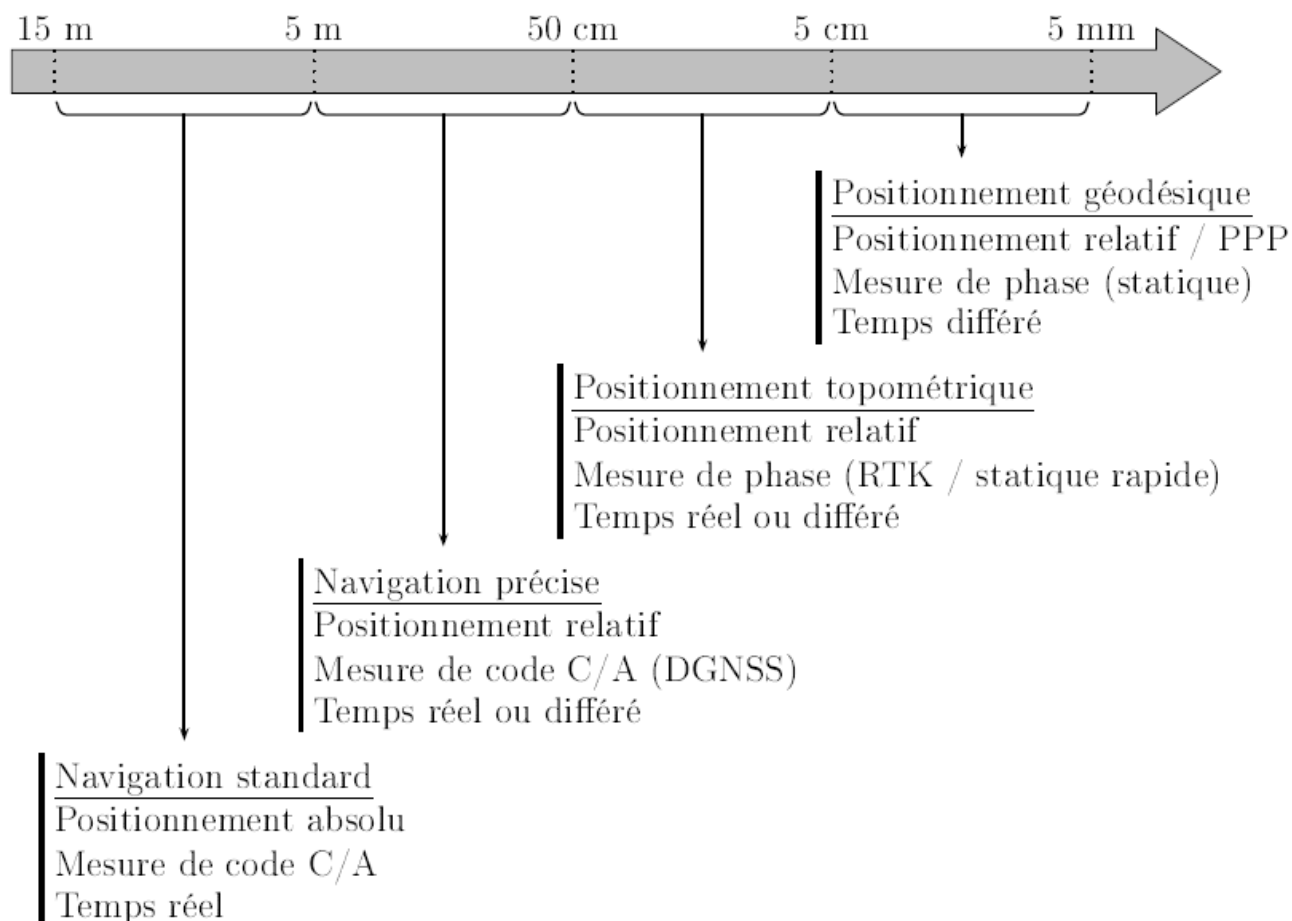 15 m 5 m 50 cm 5 cm 5 mm
Positionnement géodésique
Positionnement relatif / PPP
Mesure de phase (statique)
Temps différé
Positionnement topométrique
Positionnement relatif
Mesure de phase (RTK / statique rapide)
Temps réel ou différé
Navigation précise
Positionnement relatif
Mesure de code C/A (DGNSS)
Temps réel ou différé
Navigation standard
Positionnement absolu
Mesure de code C/A
Temps réel